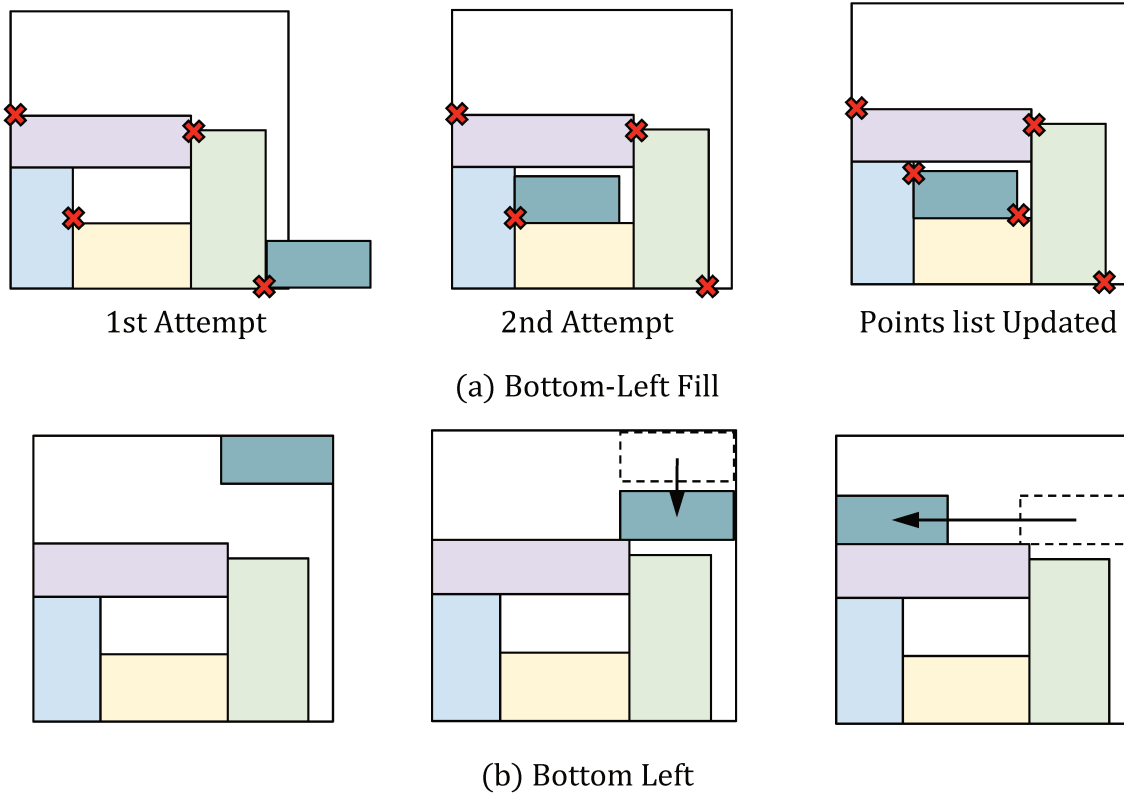 1st Attempt
2nd Attempt
Points list Updated
(a) Bottom-Left Fill
(b) Bottom Left